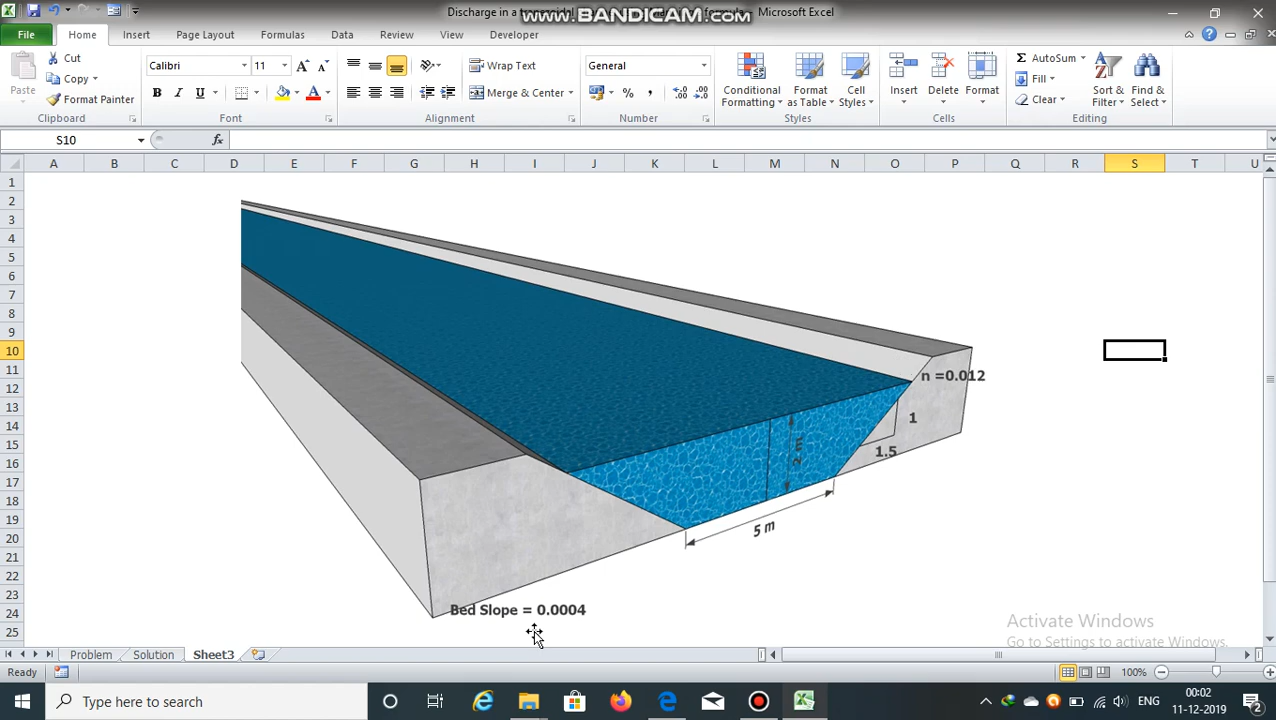 Discharge in a trapezoidal
Microsoft Excel
www.BANDICAM.com
File Home Insert Page Layout Formulas Data Review View Developer
Paste
Cut
Copy
Format Painter
Clipboard
Calibri 11
B I U
Font
Wrap Text
Merge & Center
Alignment
General
%
Number
Conditional Formatting
Format as Table
Cell Styles
Styles
Insert
Delete
Format
Cells
Σ AutoSum
Fill
Clear
Sort & Filter
Find & Select
Editing
S10
fx
A B C D E F G H I J K L M N O P Q R S T U
1
2
3
4
5
6
7
8
9
10
11
12
13
14
15
16
17
18
19
20
21
22
23
24
25
n =0.012
1
1.5
2 m
5 m
Bed Slope = 0.0004
Activate Windows
Go to Settings to activate Windows.
Problem Solution Sheet3
Ready
100%
Type here to search
ENG
00:02
11-12-2019
2